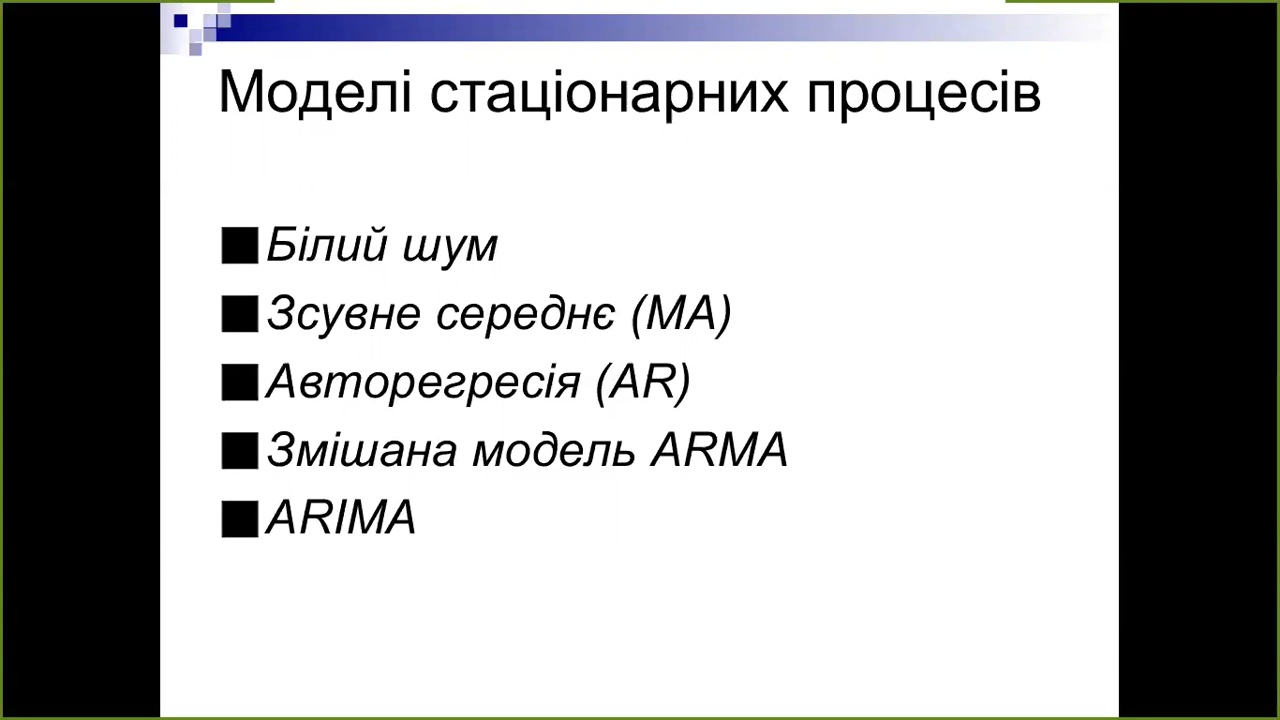 Моделі стаціонарних процесів
Білий шум
Зсувне середнє (MA)
Авторегресія (AR)
Змішана модель ARMA
ARIMA